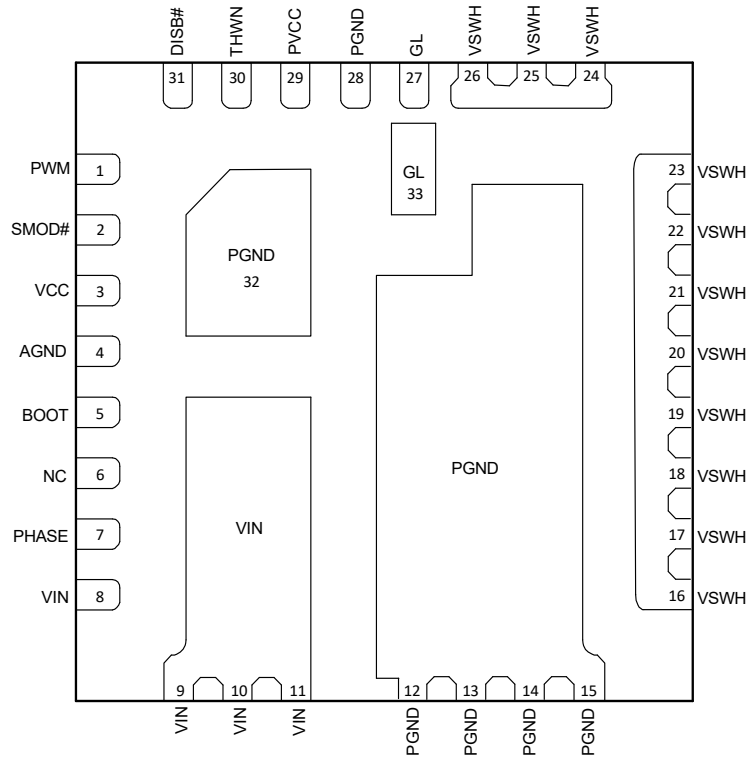 DISB# THWN PVCC PGND GL VSWH VSWH VSWH
31 30 29 28 27 26 25 24
PWM 1
SMOD# 2
VCC 3
AGND 4
BOOT 5
NC 6
PHASE 7
VIN 8
PGND
32
GL
33
VIN
PGND
23 VSWH
22 VSWH
21 VSWH
20 VSWH
19 VSWH
18 VSWH
17 VSWH
16 VSWH
9 10 11 12 13 14 15
VIN VIN VIN PGND PGND PGND PGND